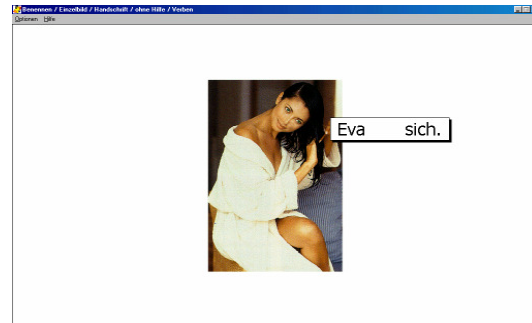 Benennen / Einzelbild / Handschrift / ohne Hilfe / Verben
Optionen Hilfe
Eva sich.